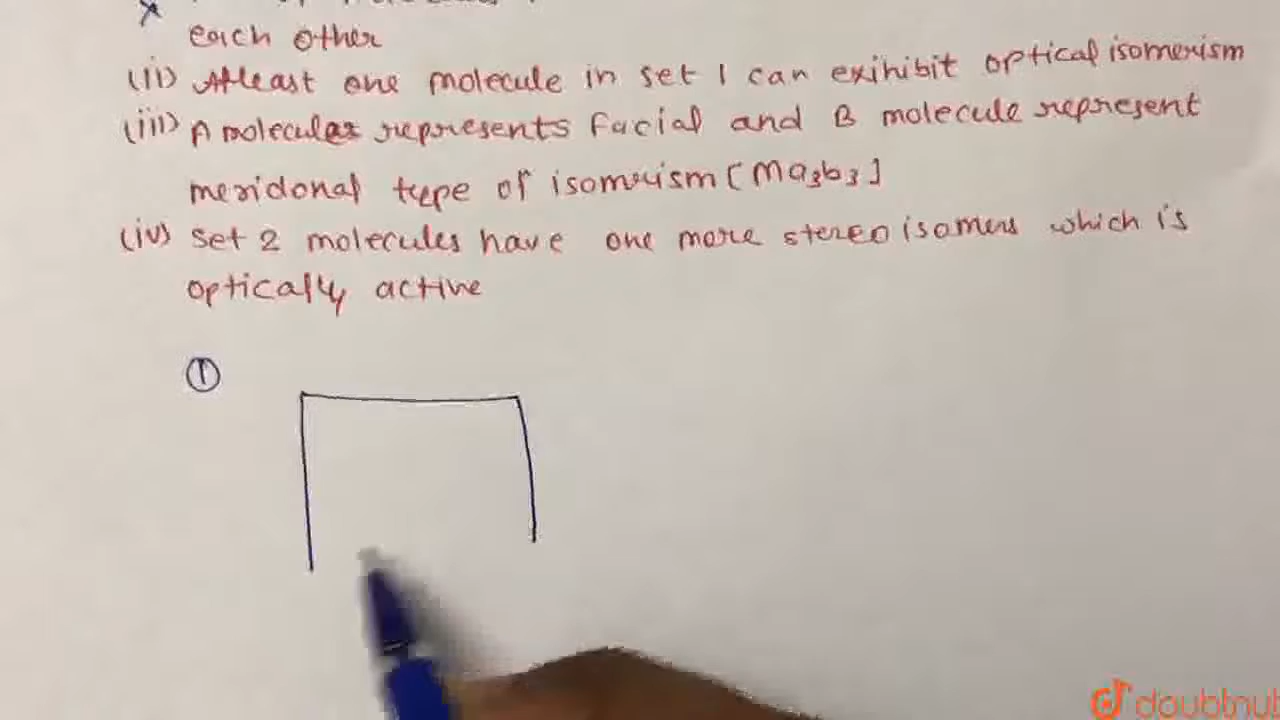 each other
(ii) Atleast one molecule in set 1 can exihibit optical isomerism
(iii) A molecular represents facial and B molecule represent
meridonal type of isomerism [Ma3b3]
(iv) Set 2 molecules have one more stereo isomers which is
optically active
①
doubtnut